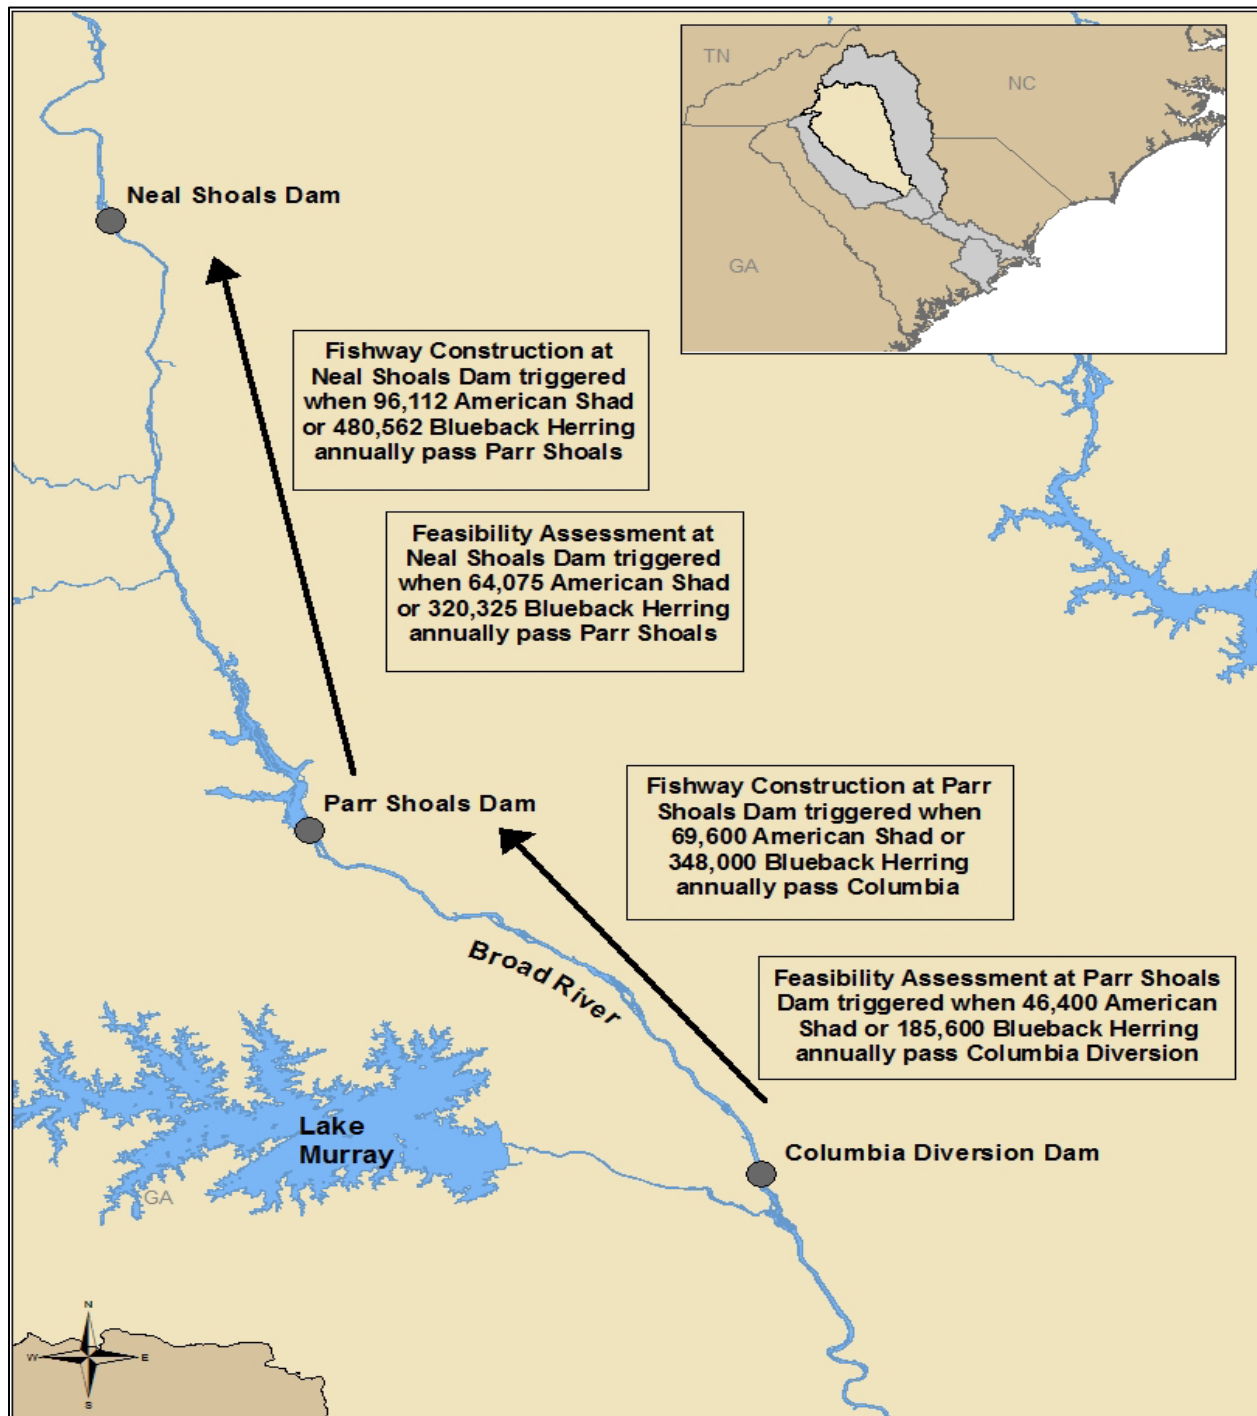 TN
NC
GA
Neal Shoals Dam
Fishway Construction at
Neal Shoals Dam triggered
when 96,112 American Shad
or 480,562 Blueback Herring
annually pass Parr Shoals
Feasibility Assessment at
Neal Shoals Dam triggered
when 64,075 American Shad
or 320,325 Blueback Herring
annually pass Parr Shoals
Parr Shoals Dam
Fishway Construction at Parr
Shoals Dam triggered when
69,600 American Shad or
348,000 Blueback Herring
annually pass Columbia
Broad River
Feasibility Assessment at Parr Shoals
Dam triggered when 46,400 American
Shad or 185,600 Blueback Herring
annually pass Columbia Diversion
Lake
Murray
Columbia Diversion Dam
GA
N
W E
S